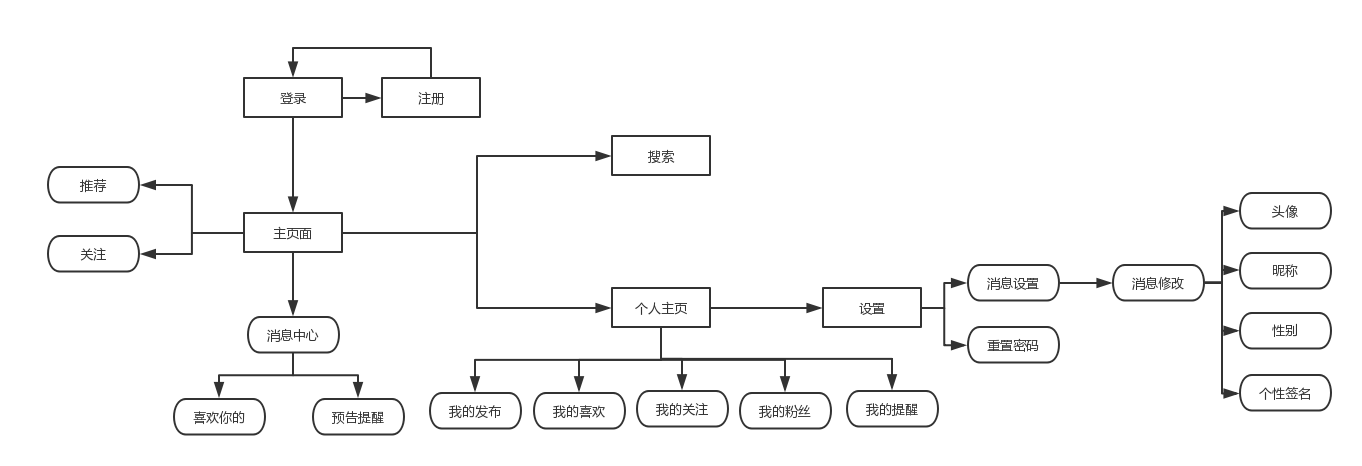 登录
注册
搜索
推荐
主页面
关注
头像
昵称
消息设置
消息修改
个人主页
设置
性别
消息中心
重置密码
个性签名
喜欢你的
预告提醒
我的发布
我的喜欢
我的关注
我的粉丝
我的提醒